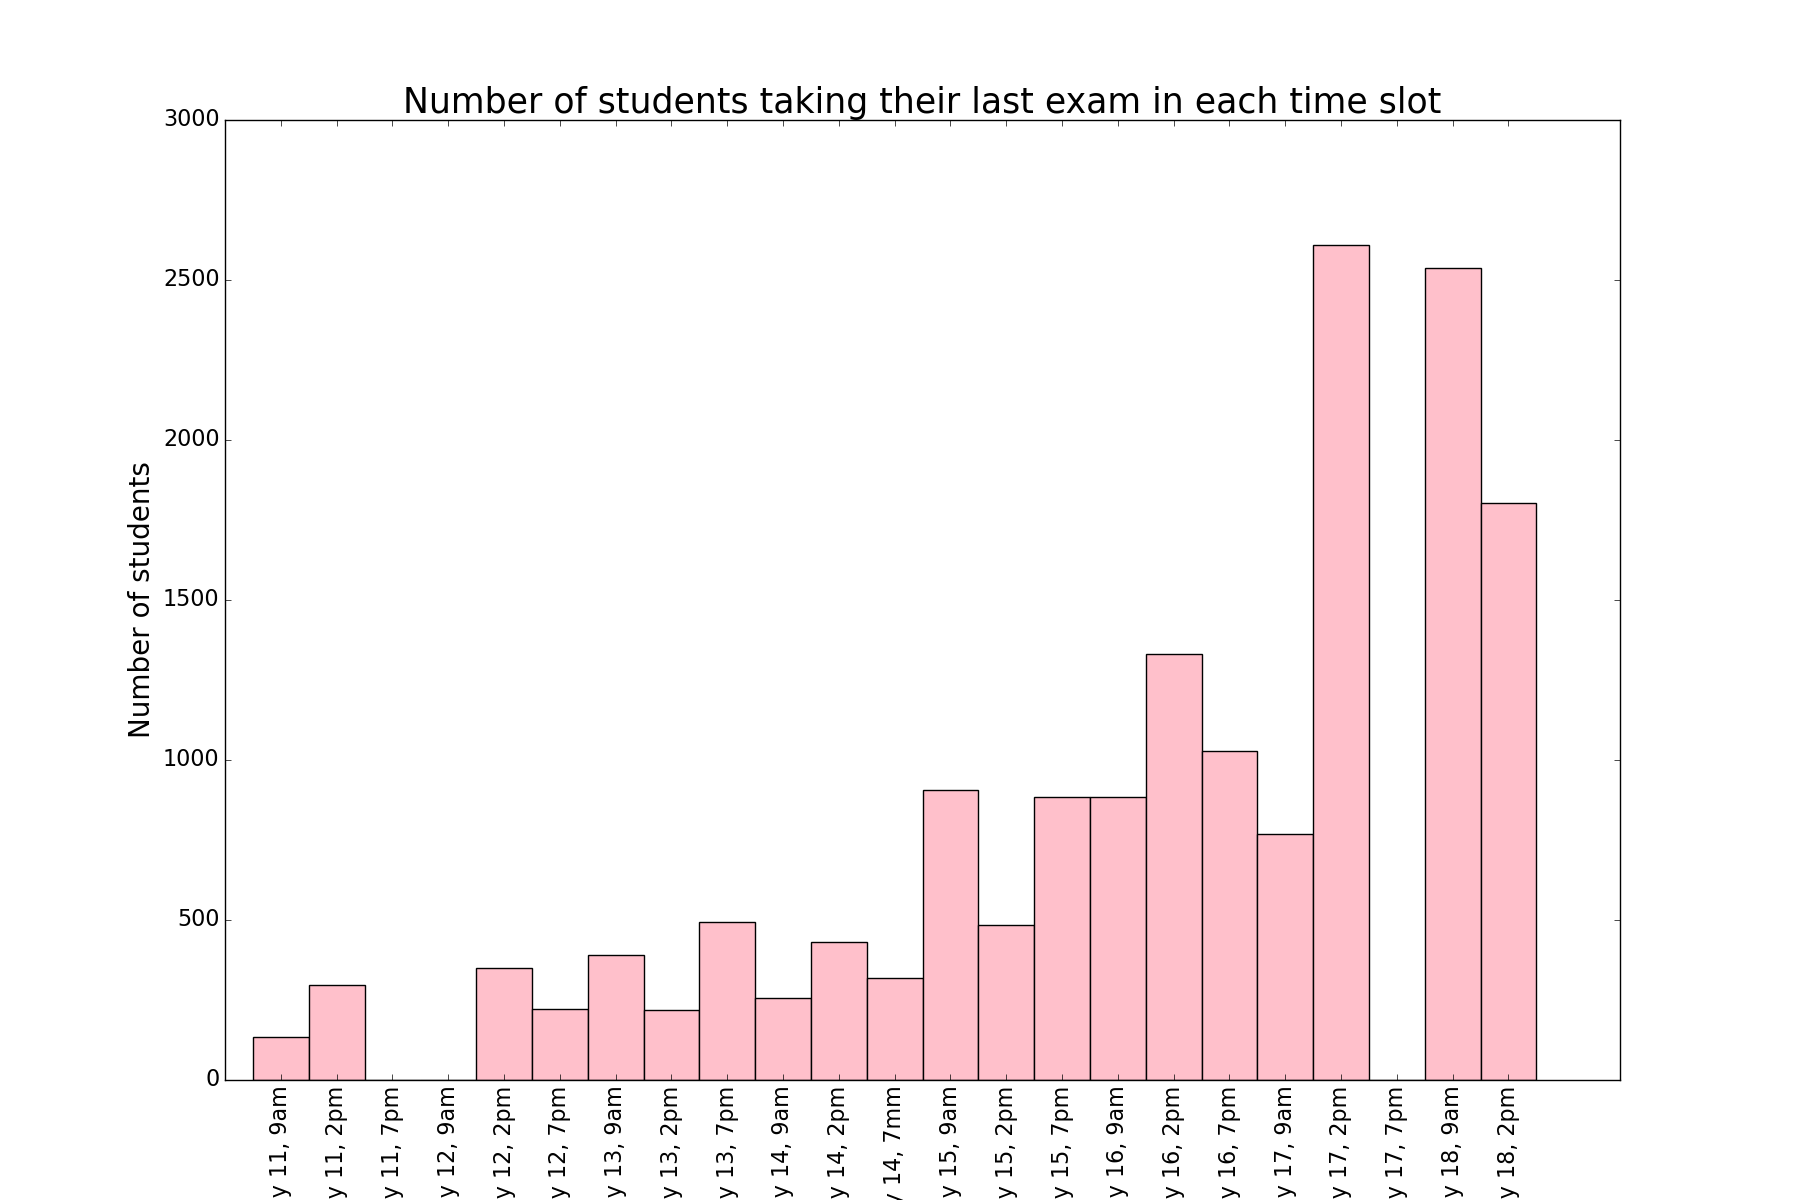 Number of students taking their last exam in each time slot
Number of students
3000
2500
2000
1500
1000
500
0
y 11, 9am
y 11, 2pm
y 11, 7pm
y 12, 9am
y 12, 2pm
y 12, 7pm
y 13, 9am
y 13, 2pm
y 13, 7pm
y 14, 9am
y 14, 2pm
y 14, 7mm
y 15, 9am
y 15, 2pm
y 15, 7pm
y 16, 9am
y 16, 2pm
y 16, 7pm
y 17, 9am
y 17, 2pm
y 17, 7pm
y 18, 9am
y 18, 2pm